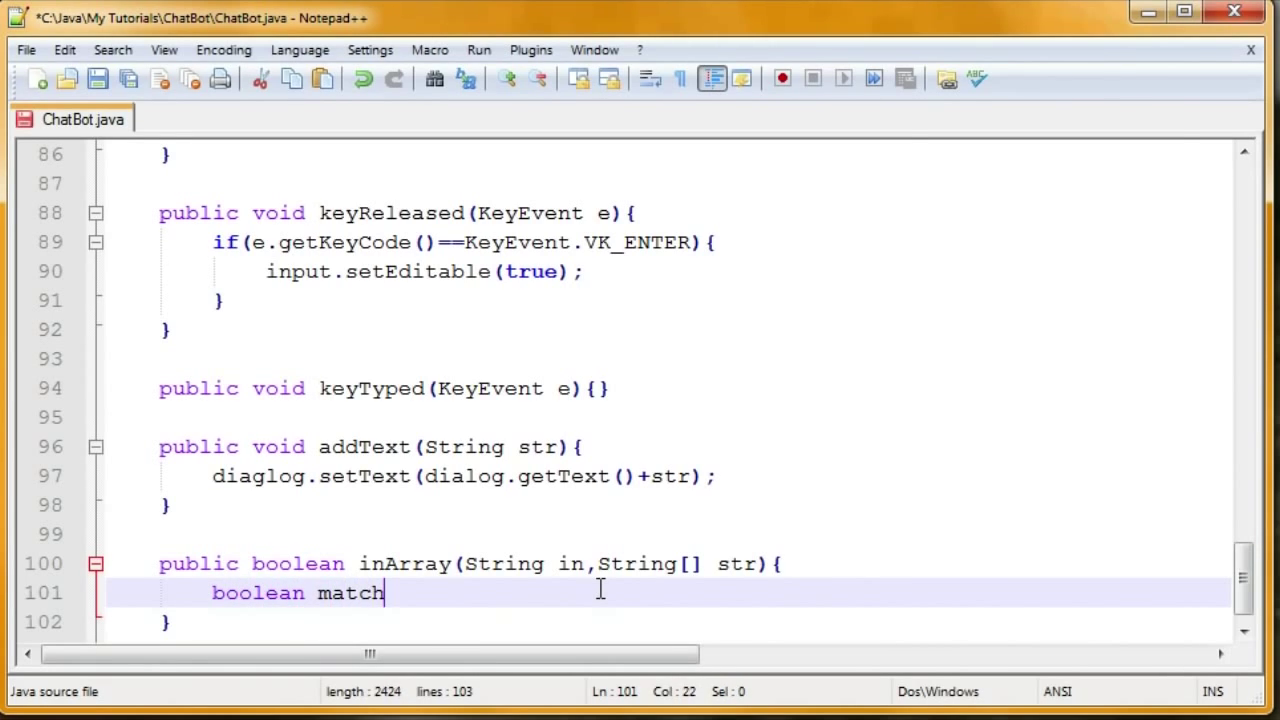 *C:\Java\My Tutorials\ChatBot\ChatBot.java - Notepad++
File Edit Search View Encoding Language Settings Macro Run Plugins Window ? X
ABC
ChatBot.java
86 }
87
88 public void keyReleased(KeyEvent e){
89 if(e.getKeyCode()==KeyEvent.VK_ENTER){
90 input.setEditable(true);
91 }
92 }
93
94 public void keyTyped(KeyEvent e){}
95
96 public void addText(String str){
97 diaglog.setText(dialog.getText()+str);
98 }
99
100 public boolean inArray(String in,String[] str){
101 boolean match
102 }
Java source file length : 2424 lines : 103 Ln : 101 Col : 22 Sel : 0 Dos\Windows ANSI INS